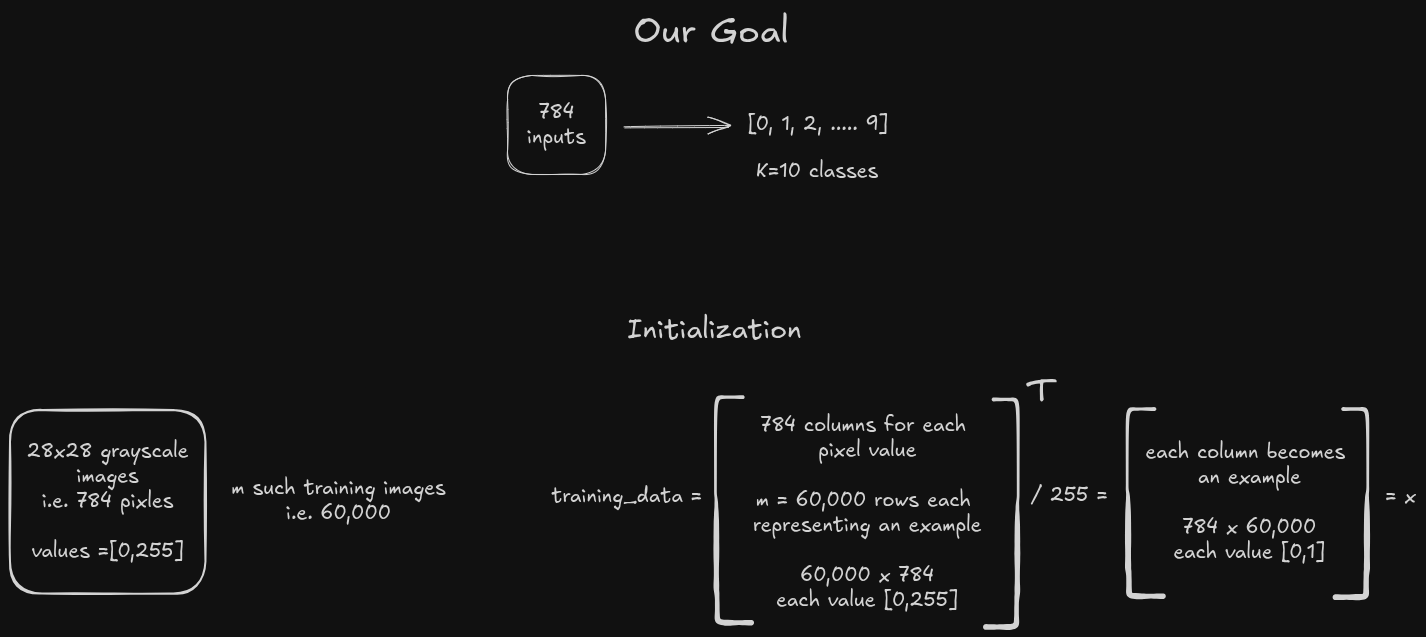 Our Goal
784
inputs
[0, 1, 2, ..... 9]
K=10 classes
Initialization
28x28 grayscale
images
i.e. 784 pixles
values =[0,255]
m such training images
i.e. 60,000
training_data =
784 columns for each
pixel value
m = 60,000 rows each
representing an example
60,000 x 784
each value [0,255]
T
/ 255 =
each column becomes
an example
784 x 60,000
each value [0,1]
= x